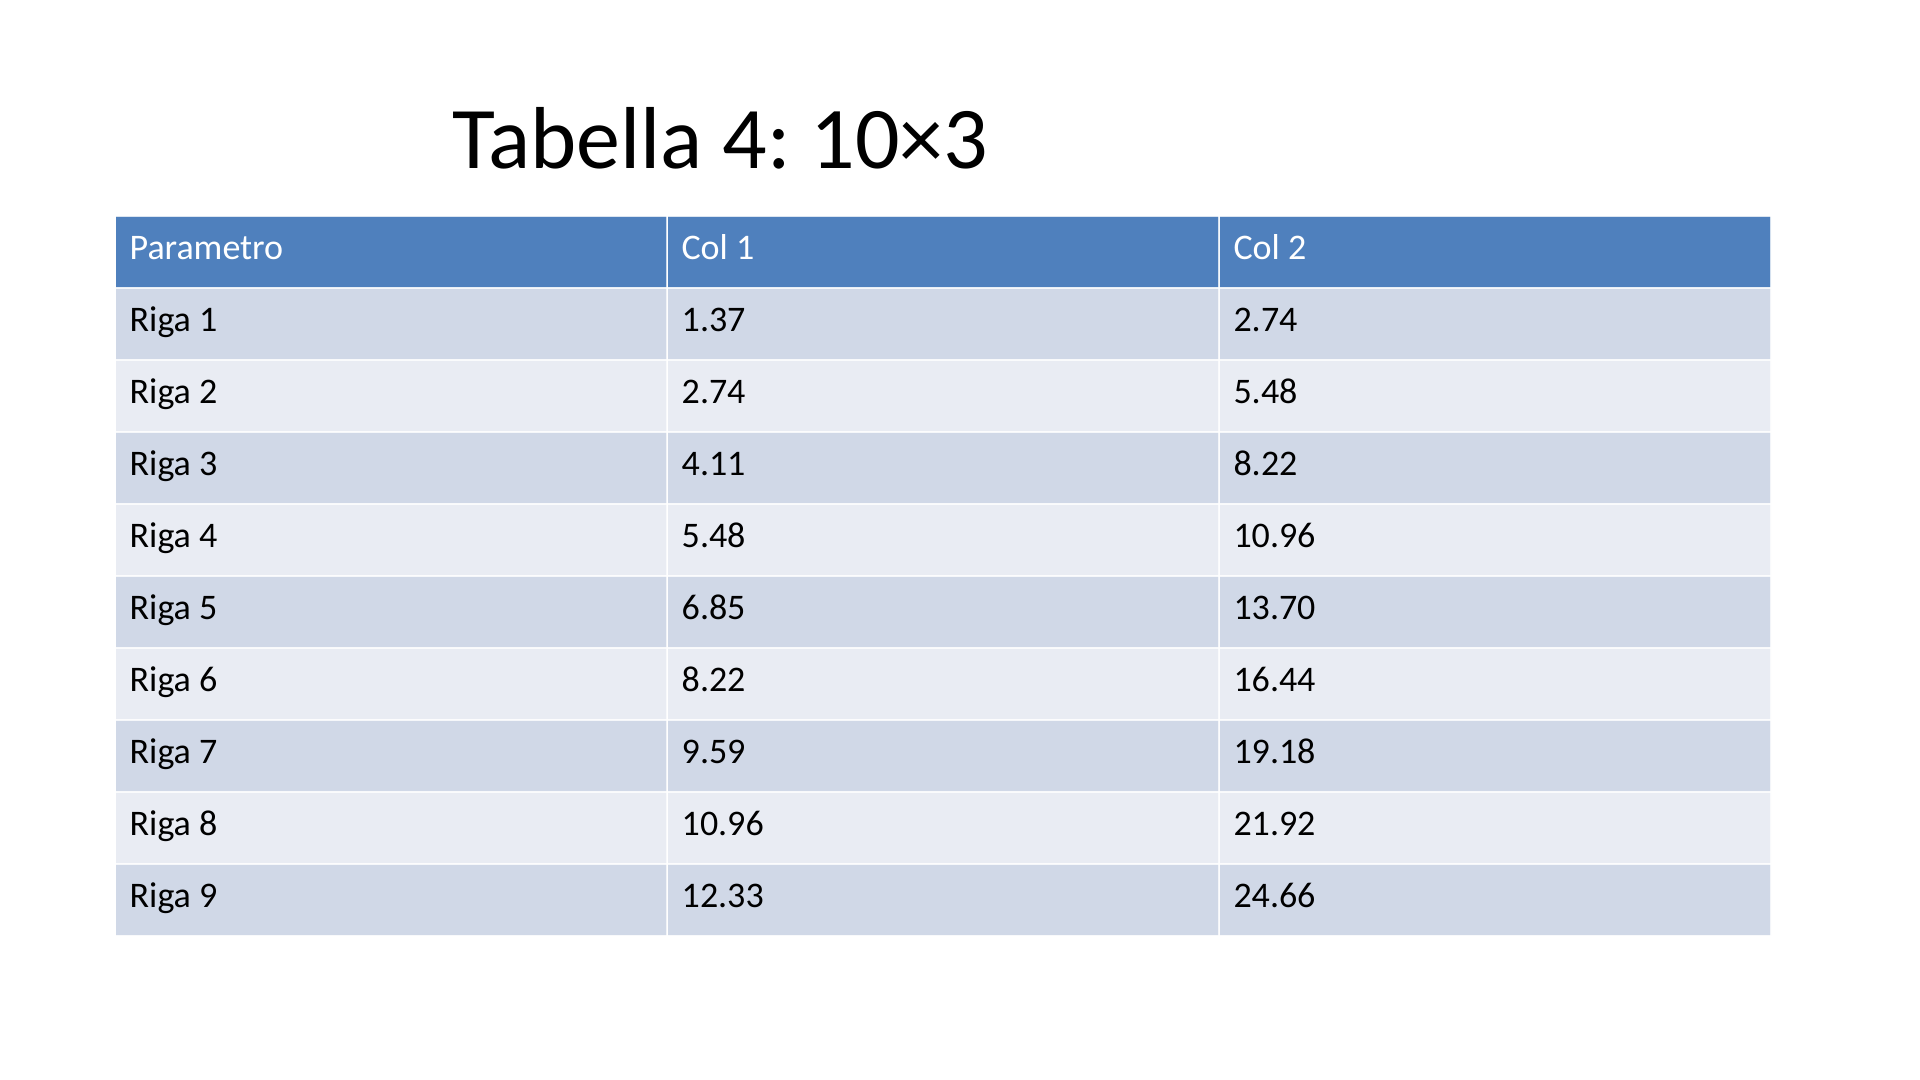 Tabella 4: 10×3
Parametro Col 1 Col 2
Riga 1 1.37 2.74
Riga 2 2.74 5.48
Riga 3 4.11 8.22
Riga 4 5.48 10.96
Riga 5 6.85 13.70
Riga 6 8.22 16.44
Riga 7 9.59 19.18
Riga 8 10.96 21.92
Riga 9 12.33 24.66